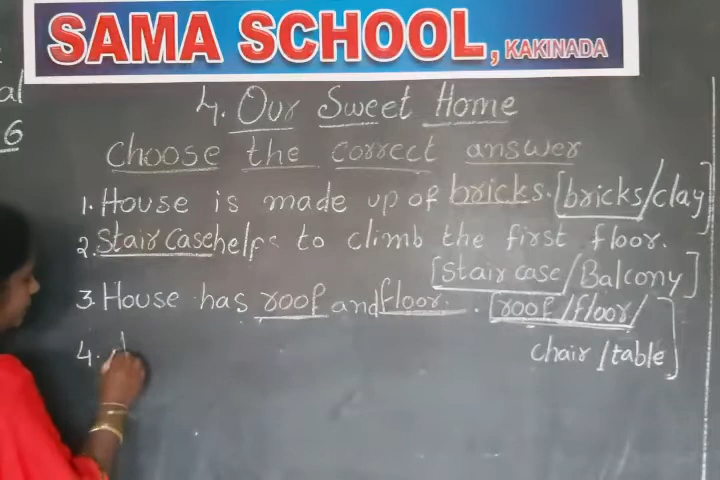 SAMA SCHOOL, KAKINADA
al
6
4. Our Sweet Home
Choose the correct answer
1. House is made up of bricks. [bricks/clay]
2. Stair case helps to climb the first floor.
[Stair case/Balcony]
3. House has roof and floor. . [roof/floor/
chair/table]
4.